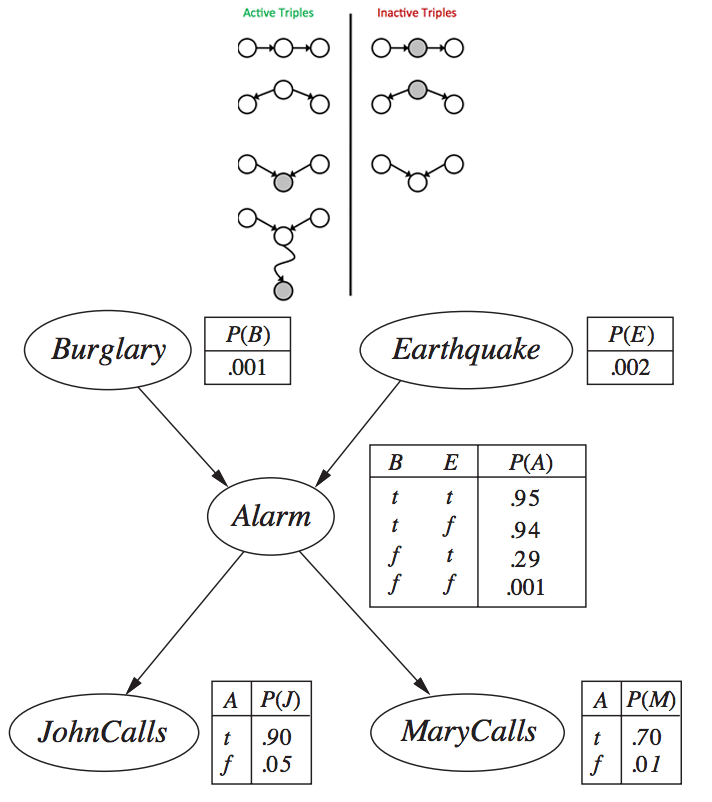 Active Triples
Inactive Triples
Burglary
P(B)
.001
Earthquake
P(E)
.002
Alarm
B E P(A)
t t .95
t f .94
f t .29
f f .001
JohnCalls
A P(J)
t .90
f .05
MaryCalls
A P(M)
t .70
f .01